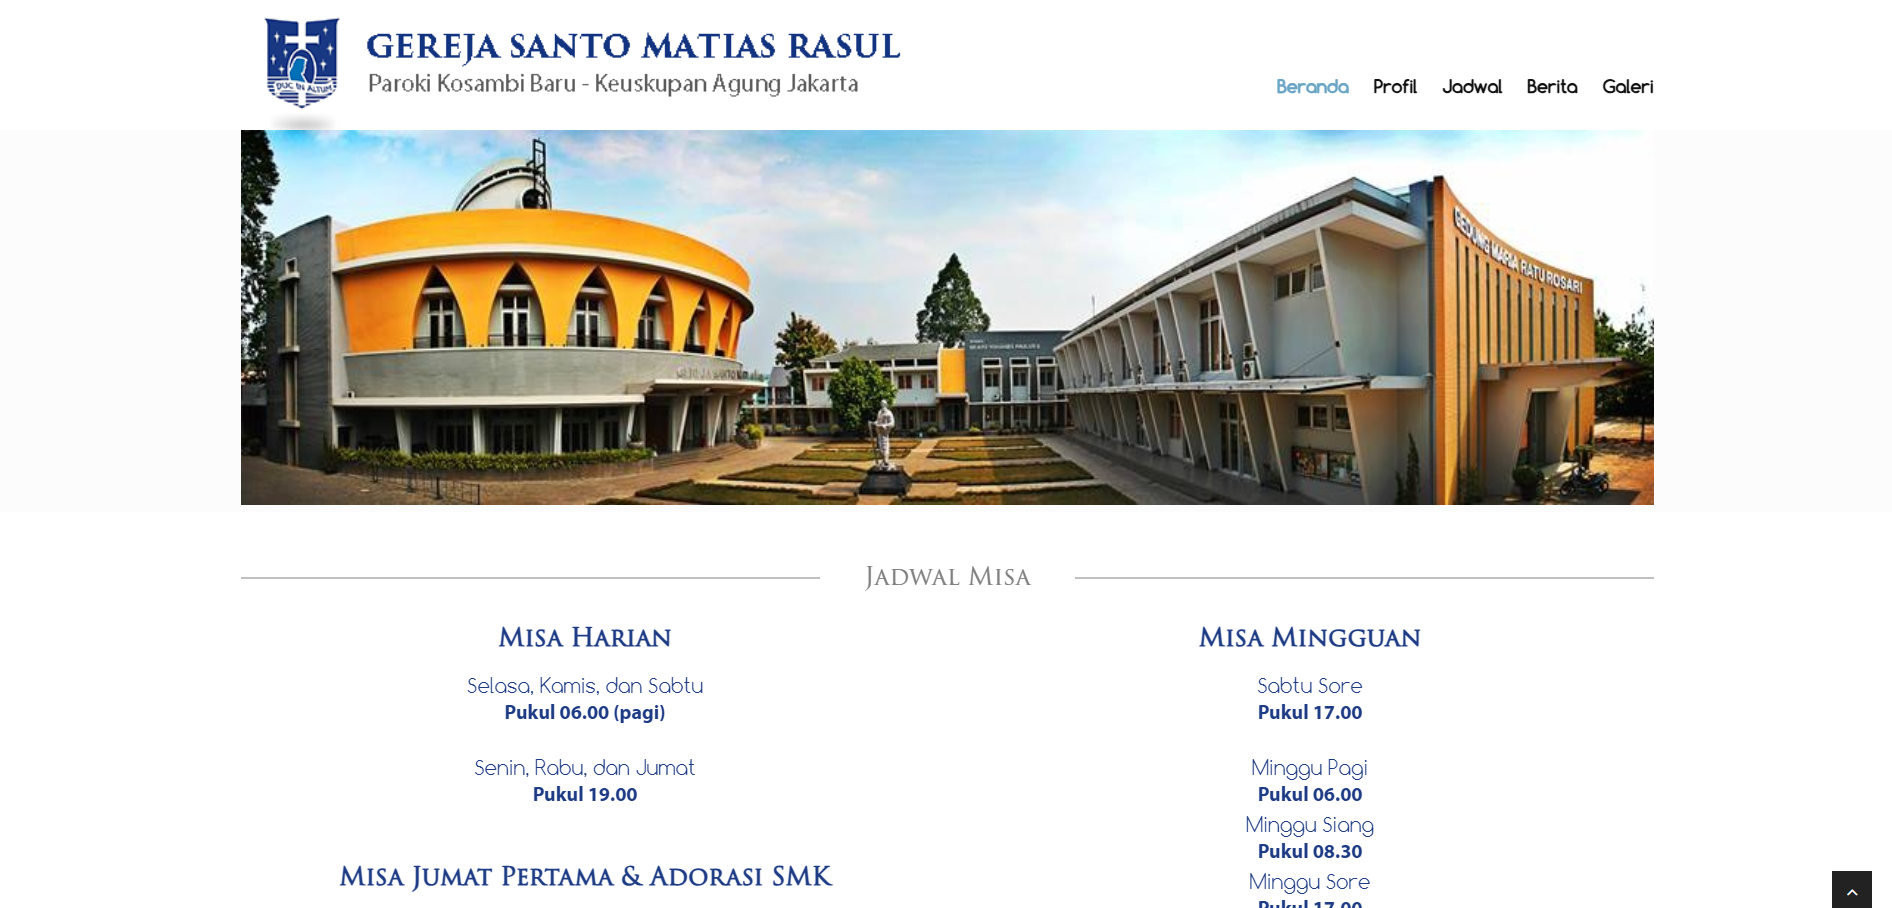 DUC IN ALTUM
GEREJA SANTO MATIAS RASUL
Paroki Kosambi Baru - Keuskupan Agung Jakarta
Beranda Profil Jadwal Berita Galeri
GEDUNG MARIA RATU ROSARI
Jadwal Misa
Misa Harian
Selasa, Kamis, dan Sabtu
Pukul 06.00 (pagi)
Senin, Rabu, dan Jumat
Pukul 19.00
Misa Jumat Pertama & Adorasi SMK
Misa Mingguan
Sabtu Sore
Pukul 17.00
Minggu Pagi
Pukul 06.00
Minggu Siang
Pukul 08.30
Minggu Sore
Pukul 17.00